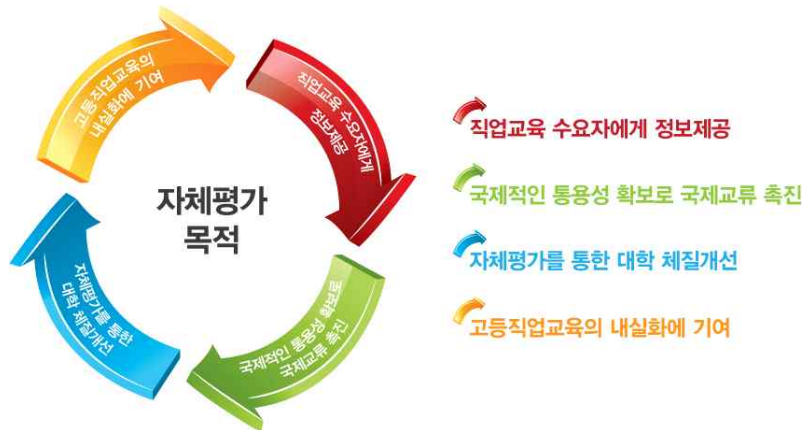 고등직업교육의
내실화에 기여
직업교육 수요자에게
정보제공
자체평가
목적
자체평가를 통한
대학 체질개선
국제적인 통용성 확보로
국제교류 촉진
직업교육 수요자에게 정보제공
국제적인 통용성 확보로 국제교류 촉진
자체평가를 통한 대학 체질개선
고등직업교육의 내실화에 기여